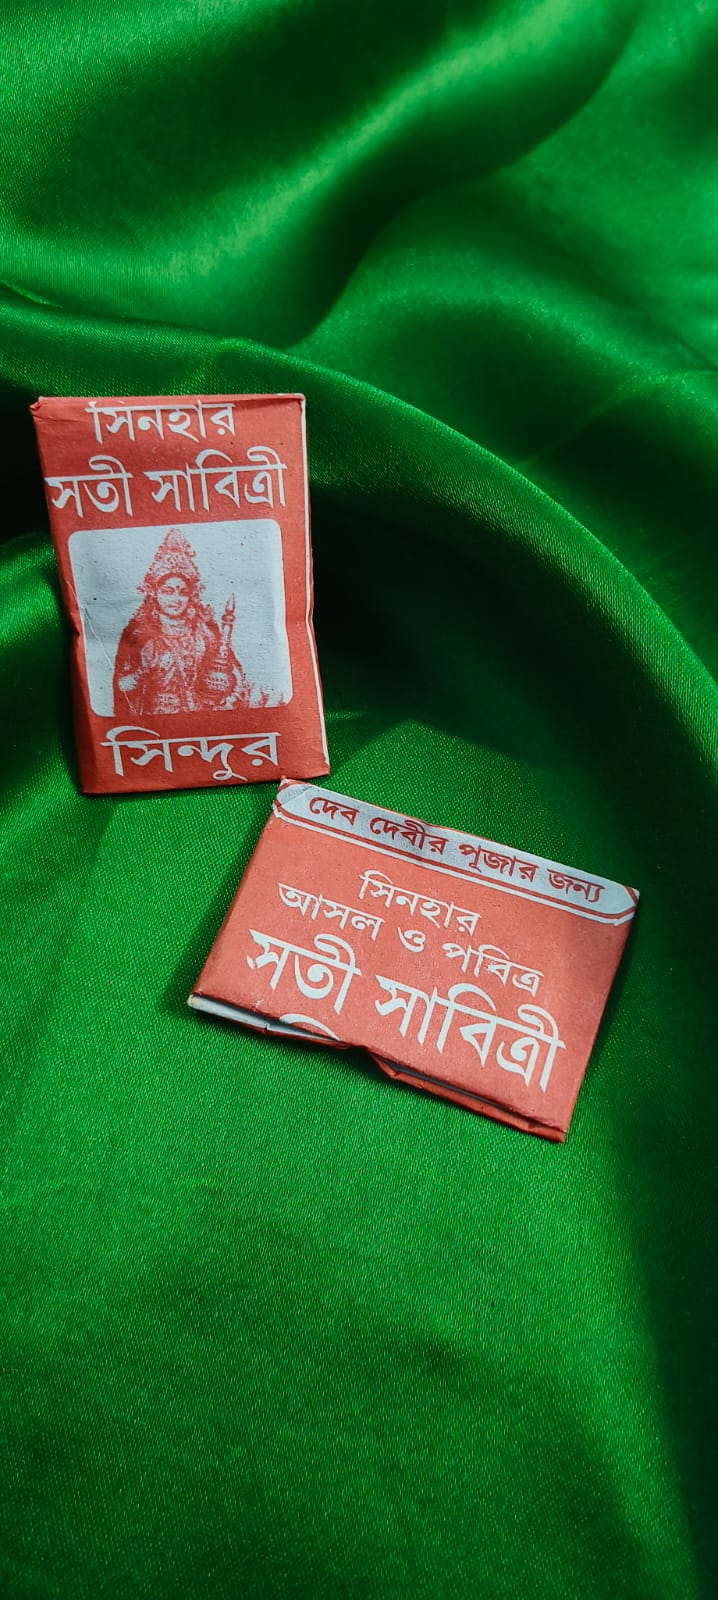 সিনহার
সতী সাবিত্রী
সিন্দুর
দেব দেবীর পূজার জন্য
সিনহার
আসল ও পবিত্র
সতী সাবিত্রী